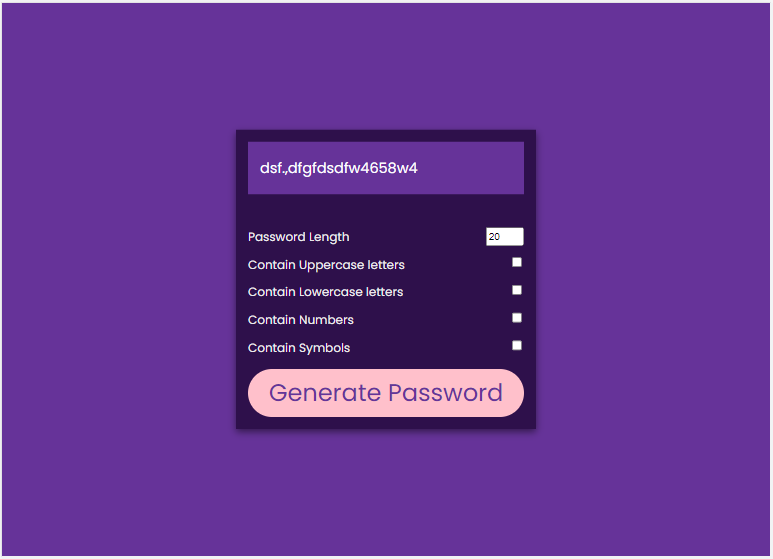 dsf.,dfgfdsdfw4658w4
Password Length 20
Contain Uppercase letters
Contain Lowercase letters
Contain Numbers
Contain Symbols
Generate Password